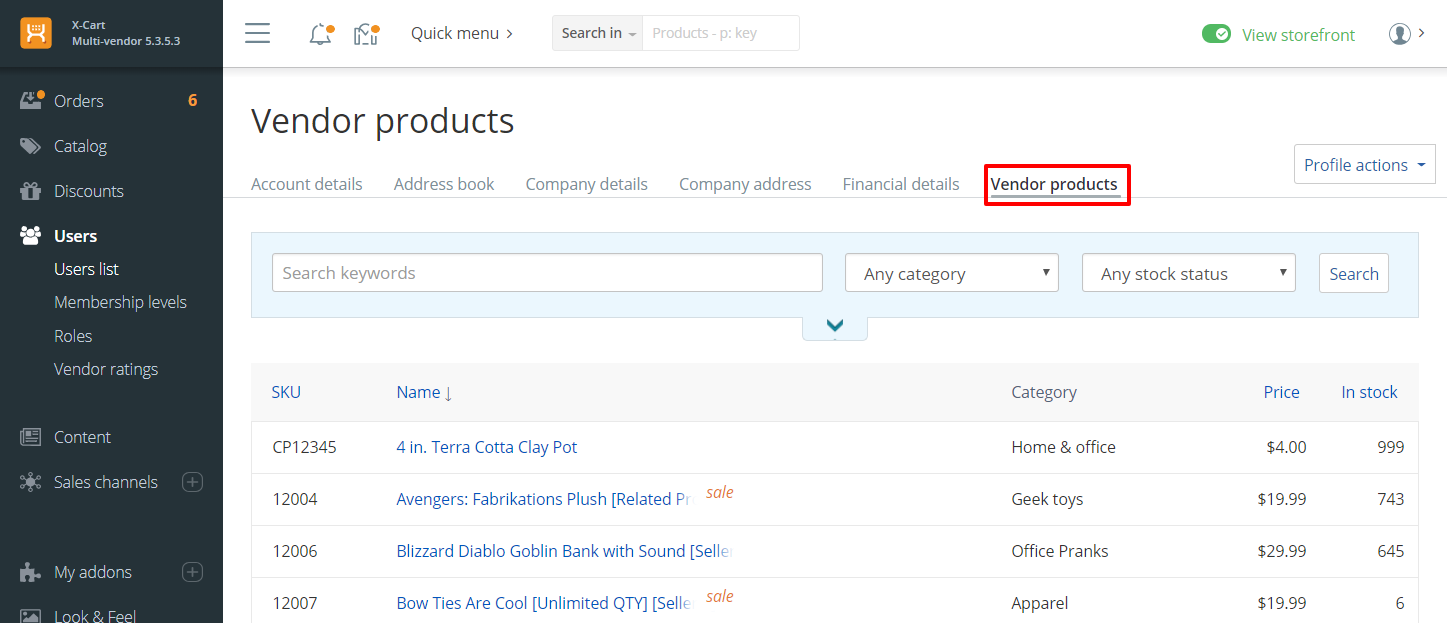 X-Cart
Multi-vendor 5.3.5.3
Quick menu
Search in
Products - p: key
View storefront
Orders 6
Catalog
Discounts
Users
Users list
Membership levels
Roles
Vendor ratings
Content
Sales channels
My addons
Look & Feel
Vendor products
Profile actions
Account details Address book Company details Company address Financial details Vendor products
Search keywords Any category Any stock status Search
SKU Name ↓ Category Price In stock
CP12345 4 in. Terra Cotta Clay Pot Home & office $4.00 999
12004 Avengers: Fabrikations Plush [Related Pr sale Geek toys $19.99 743
12006 Blizzard Diablo Goblin Bank with Sound [Selle Office Pranks $29.99 645
12007 Bow Ties Are Cool [Unlimited QTY] [Selle sale Apparel $19.99 6